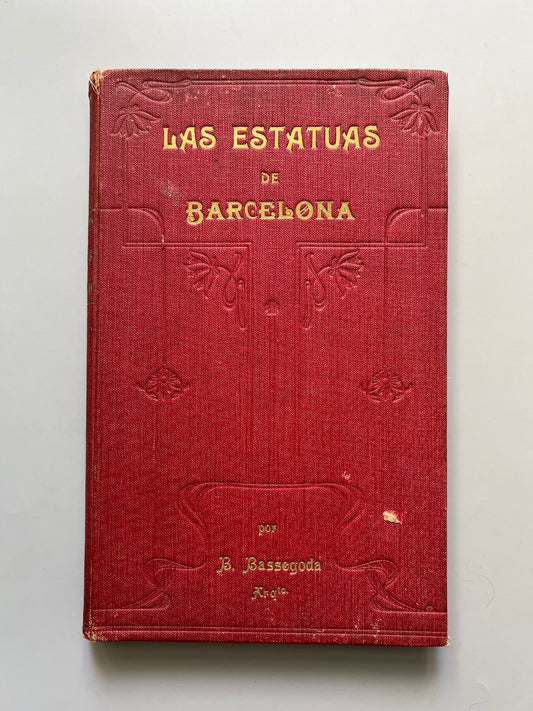 LAS ESTATUAS
DE
BARCELONA
por
B. Bassegoda
Arqto.